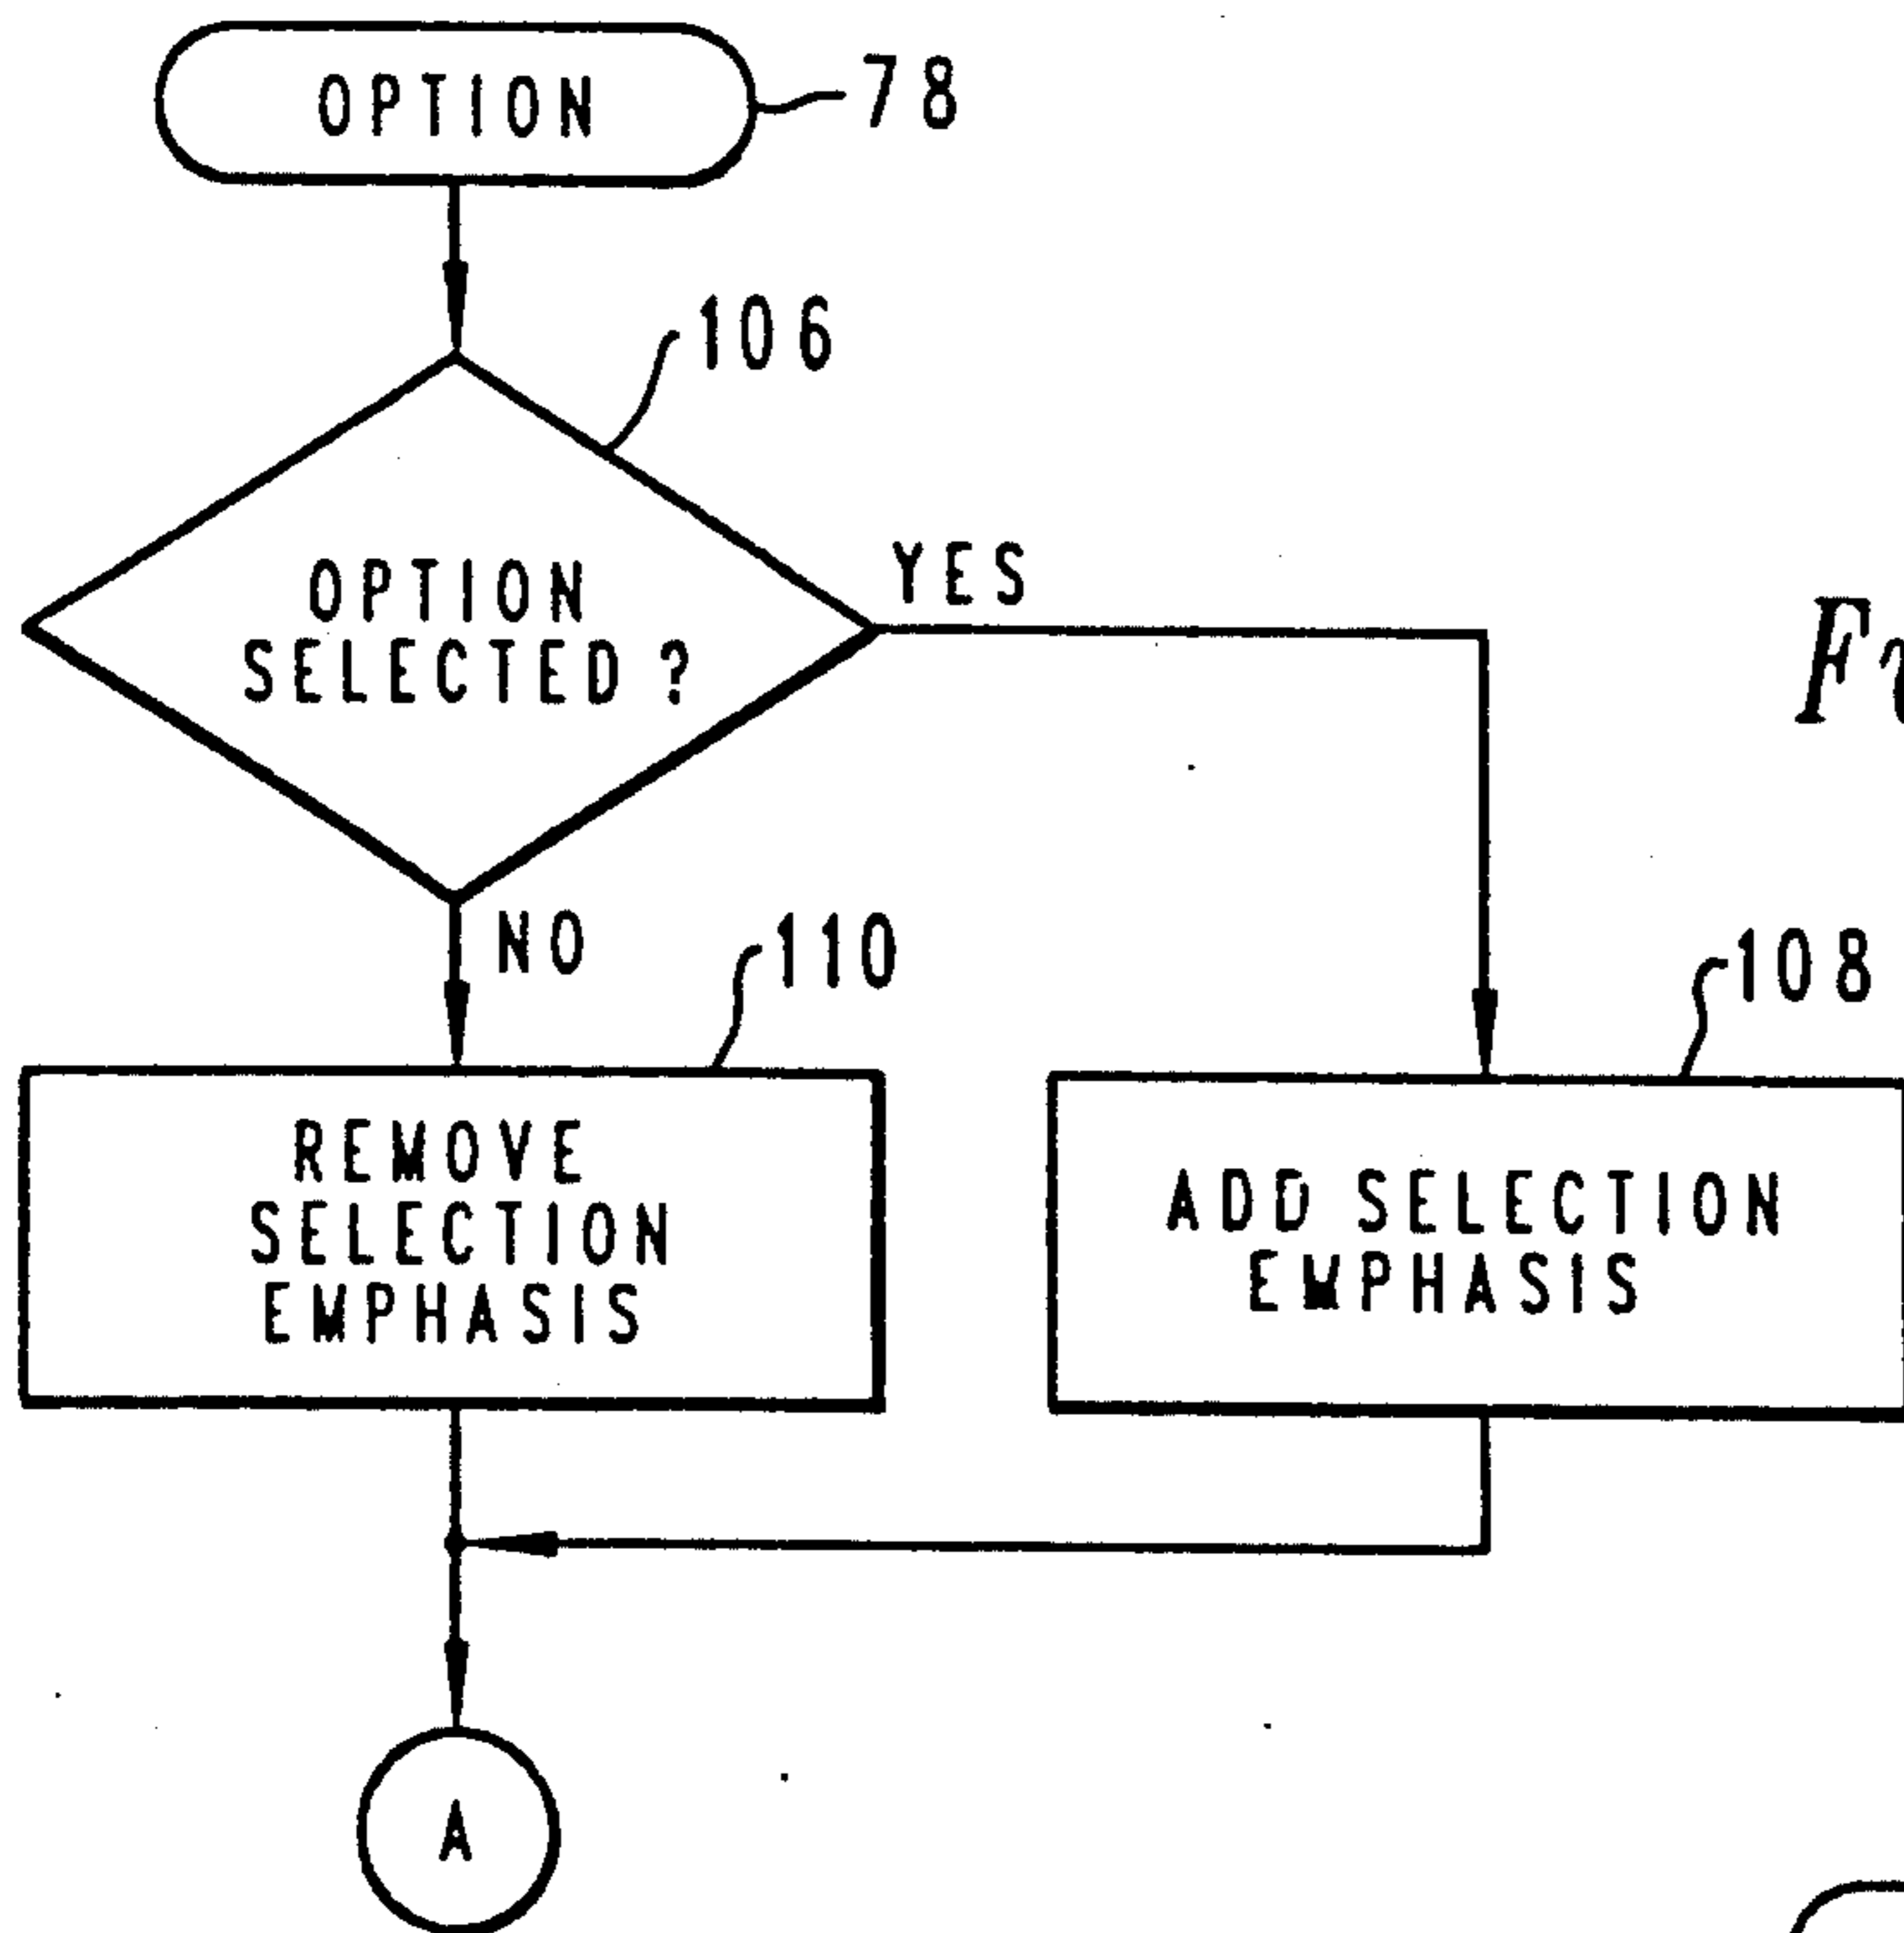 OPTION
78
106
OPTION
SELECTED ?
YES
NO
110
108
REMOVE
SELECTION
EMPHASIS
ADD SELECTION
EMPHASIS
A